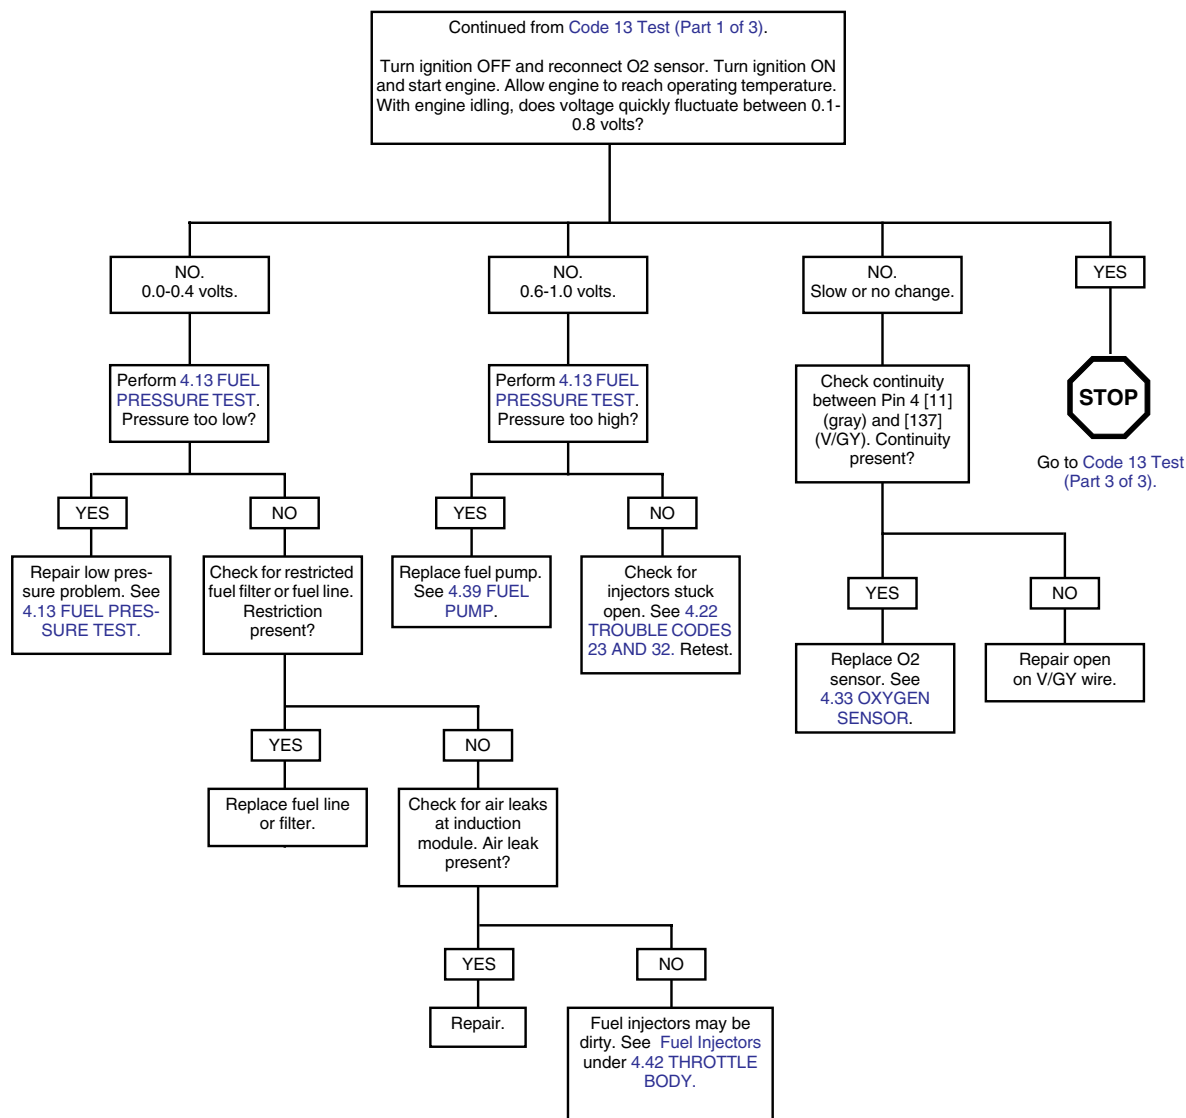 Continued from Code 13 Test (Part 1 of 3).
Turn ignition OFF and reconnect O2 sensor. Turn ignition ON
and start engine. Allow engine to reach operating temperature.
With engine idling, does voltage quickly fluctuate between 0.1-
0.8 volts?
NO.
0.0-0.4 volts.
NO.
0.6-1.0 volts.
NO.
Slow or no change.
YES
Perform 4.13 FUEL
PRESSURE TEST.
Pressure too low?
Perform 4.13 FUEL
PRESSURE TEST.
Pressure too high?
Check continuity
between Pin 4 [11]
(gray) and [137]
(V/GY). Continuity
present?
STOP
Go to Code 13 Test
(Part 3 of 3).
YES
NO
YES
NO
Repair low pres-
sure problem. See
4.13 FUEL PRES-
SURE TEST.
Check for restricted
fuel filter or fuel line.
Restriction
present?
Replace fuel pump.
See 4.39 FUEL
PUMP.
Check for
injectors stuck
open. See 4.22
TROUBLE CODES
23 AND 32. Retest.
YES
NO
Replace O2
sensor. See
4.33 OXYGEN
SENSOR.
Repair open
on V/GY wire.
YES
NO
Replace fuel line
or filter.
Check for air leaks
at induction
module. Air leak
present?
YES
NO
Repair.
Fuel injectors may be
dirty. See Fuel Injectors
under 4.42 THROTTLE
BODY.